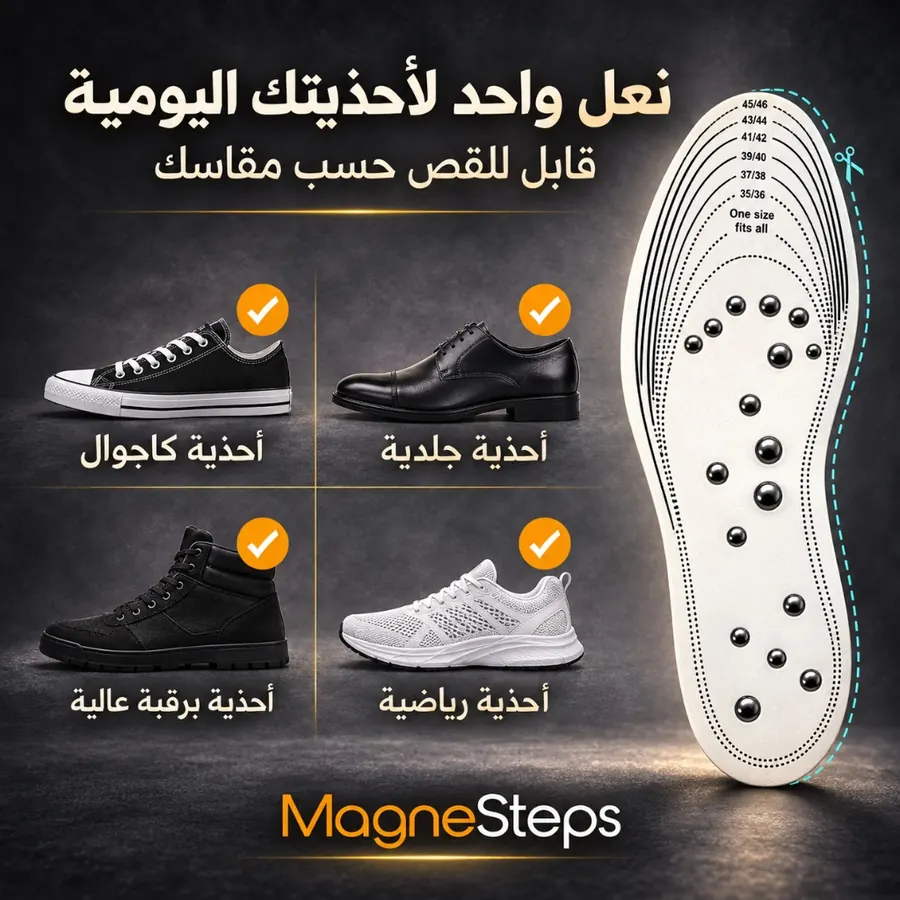 نعل واحد لأحذيتك اليومية
قابل للقص حسب مقاسك
45/46
43/44
41/42
39/40
37/38
35/36
One size
fits all
أحذية جلدية
أحذية كاجوال
أحذية رياضية
أحذية برقبة عالية
MagneSteps